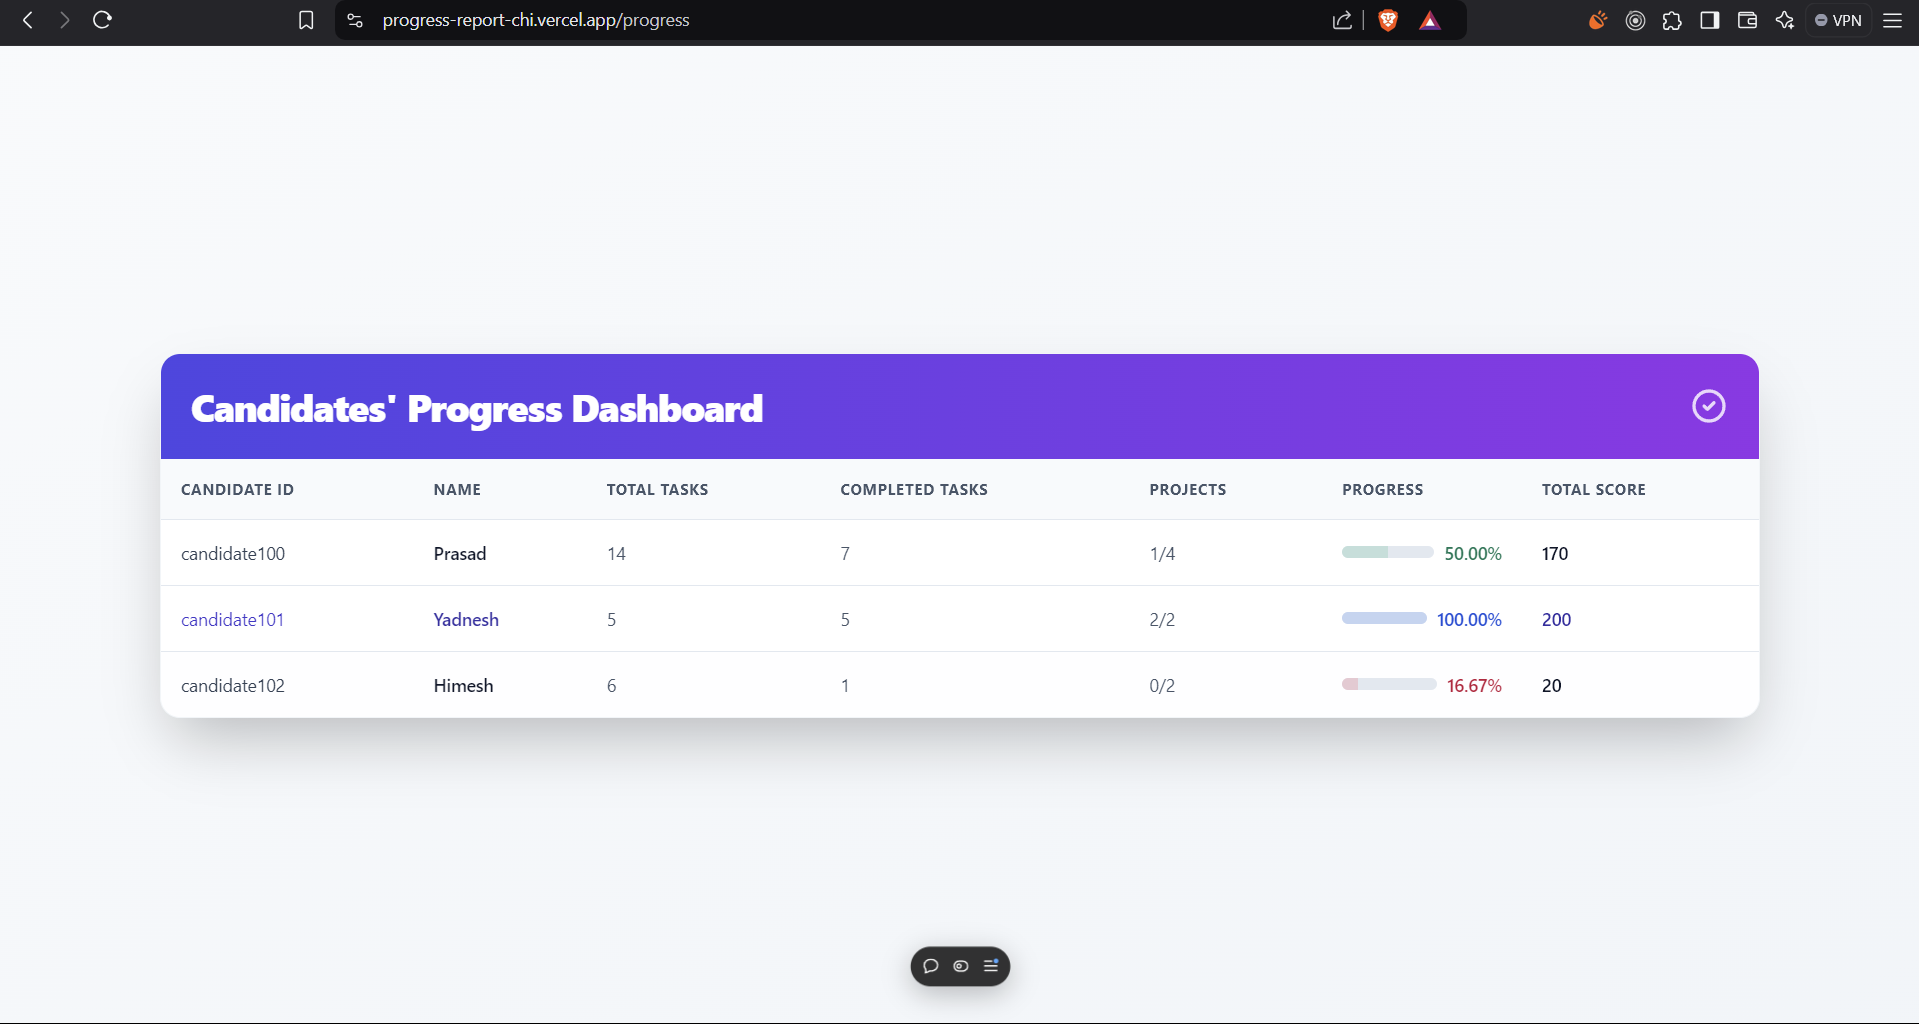 progress-report-chi.vercel.app/progress
VPN
Candidates' Progress Dashboard
CANDIDATE ID NAME TOTAL TASKS COMPLETED TASKS PROJECTS PROGRESS TOTAL SCORE
candidate100 Prasad 14 7 1/4 50.00% 170
candidate101 Yadnesh 5 5 2/2 100.00% 200
candidate102 Himesh 6 1 0/2 16.67% 20